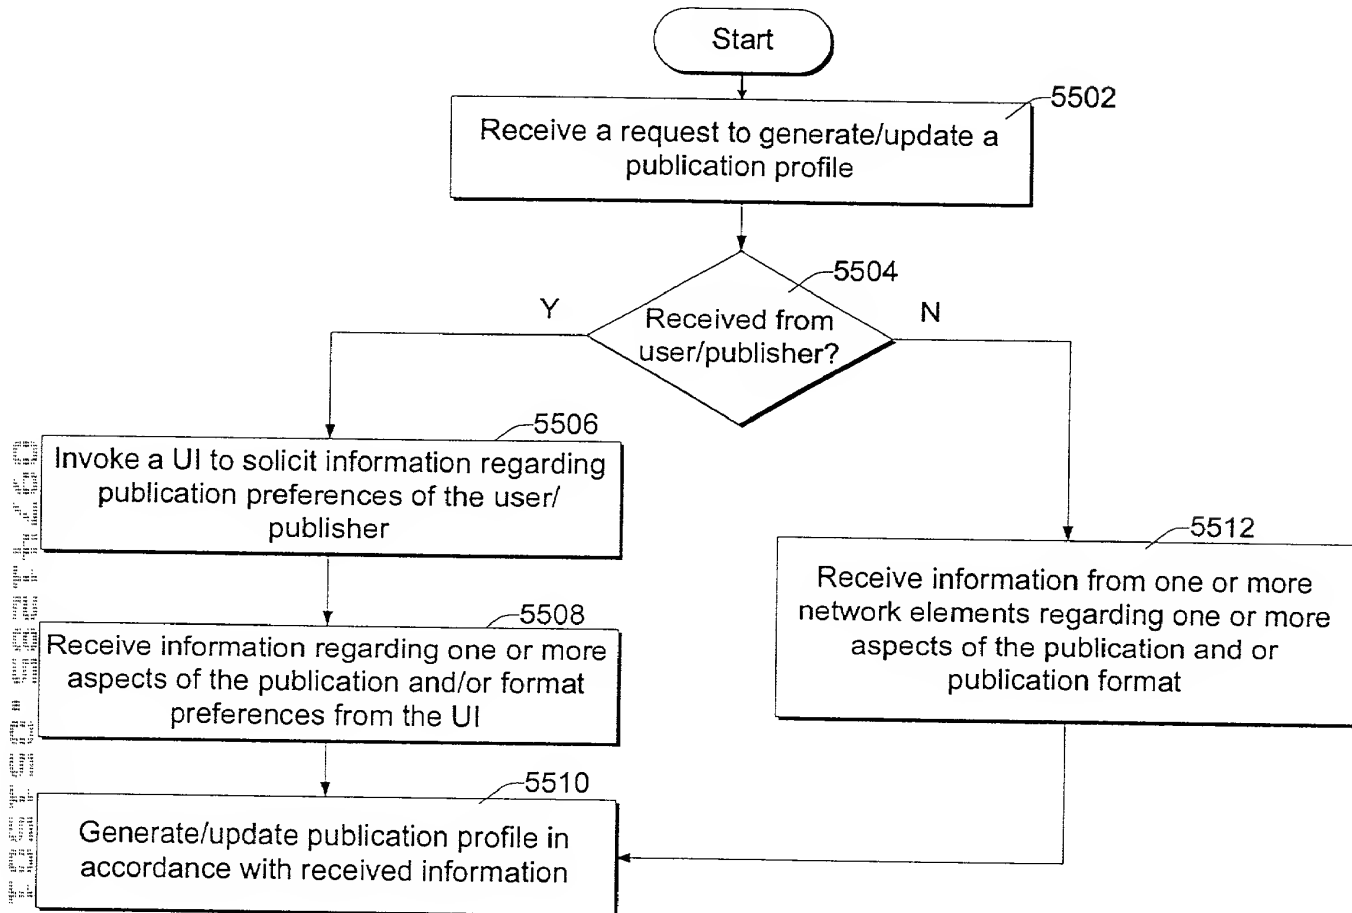 Start
5502
Receive a request to generate/update a
publication profile
5504
Received from
user/publisher?
Y
N
5506
Invoke a UI to solicit information regarding
publication preferences of the user/
publisher
5512
Receive information from one or more
network elements regarding one or more
aspects of the publication and or
publication format
5508
Receive information regarding one or more
aspects of the publication and/or format
preferences from the UI
5510
Generate/update publication profile in
accordance with received information